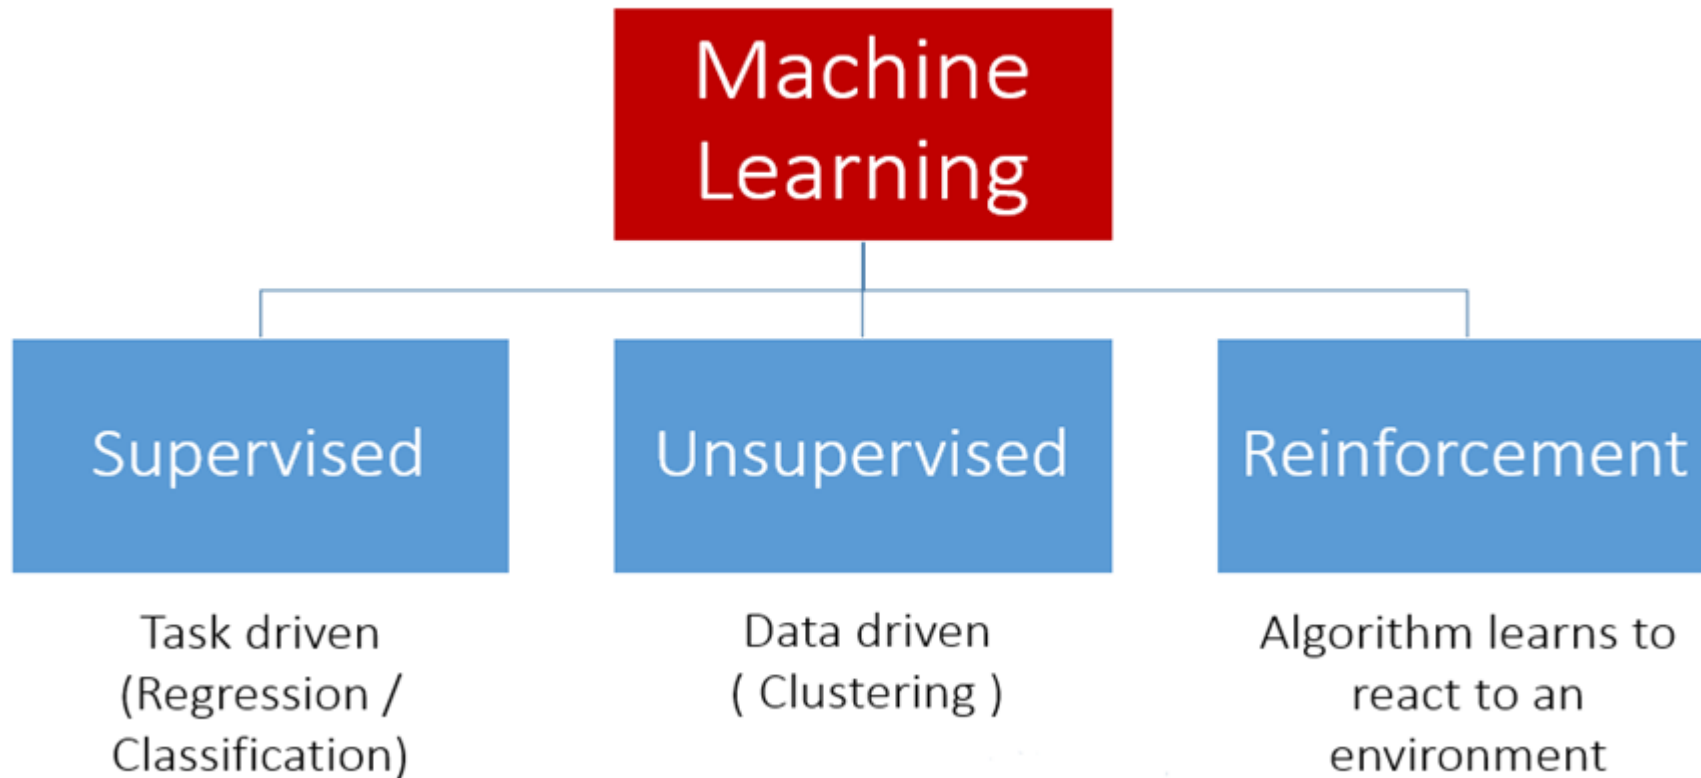 Machine
Learning
Supervised
Unsupervised
Reinforcement
Task driven
(Regression /
Classification)
Data driven
( Clustering )
Algorithm learns to
react to an
environment